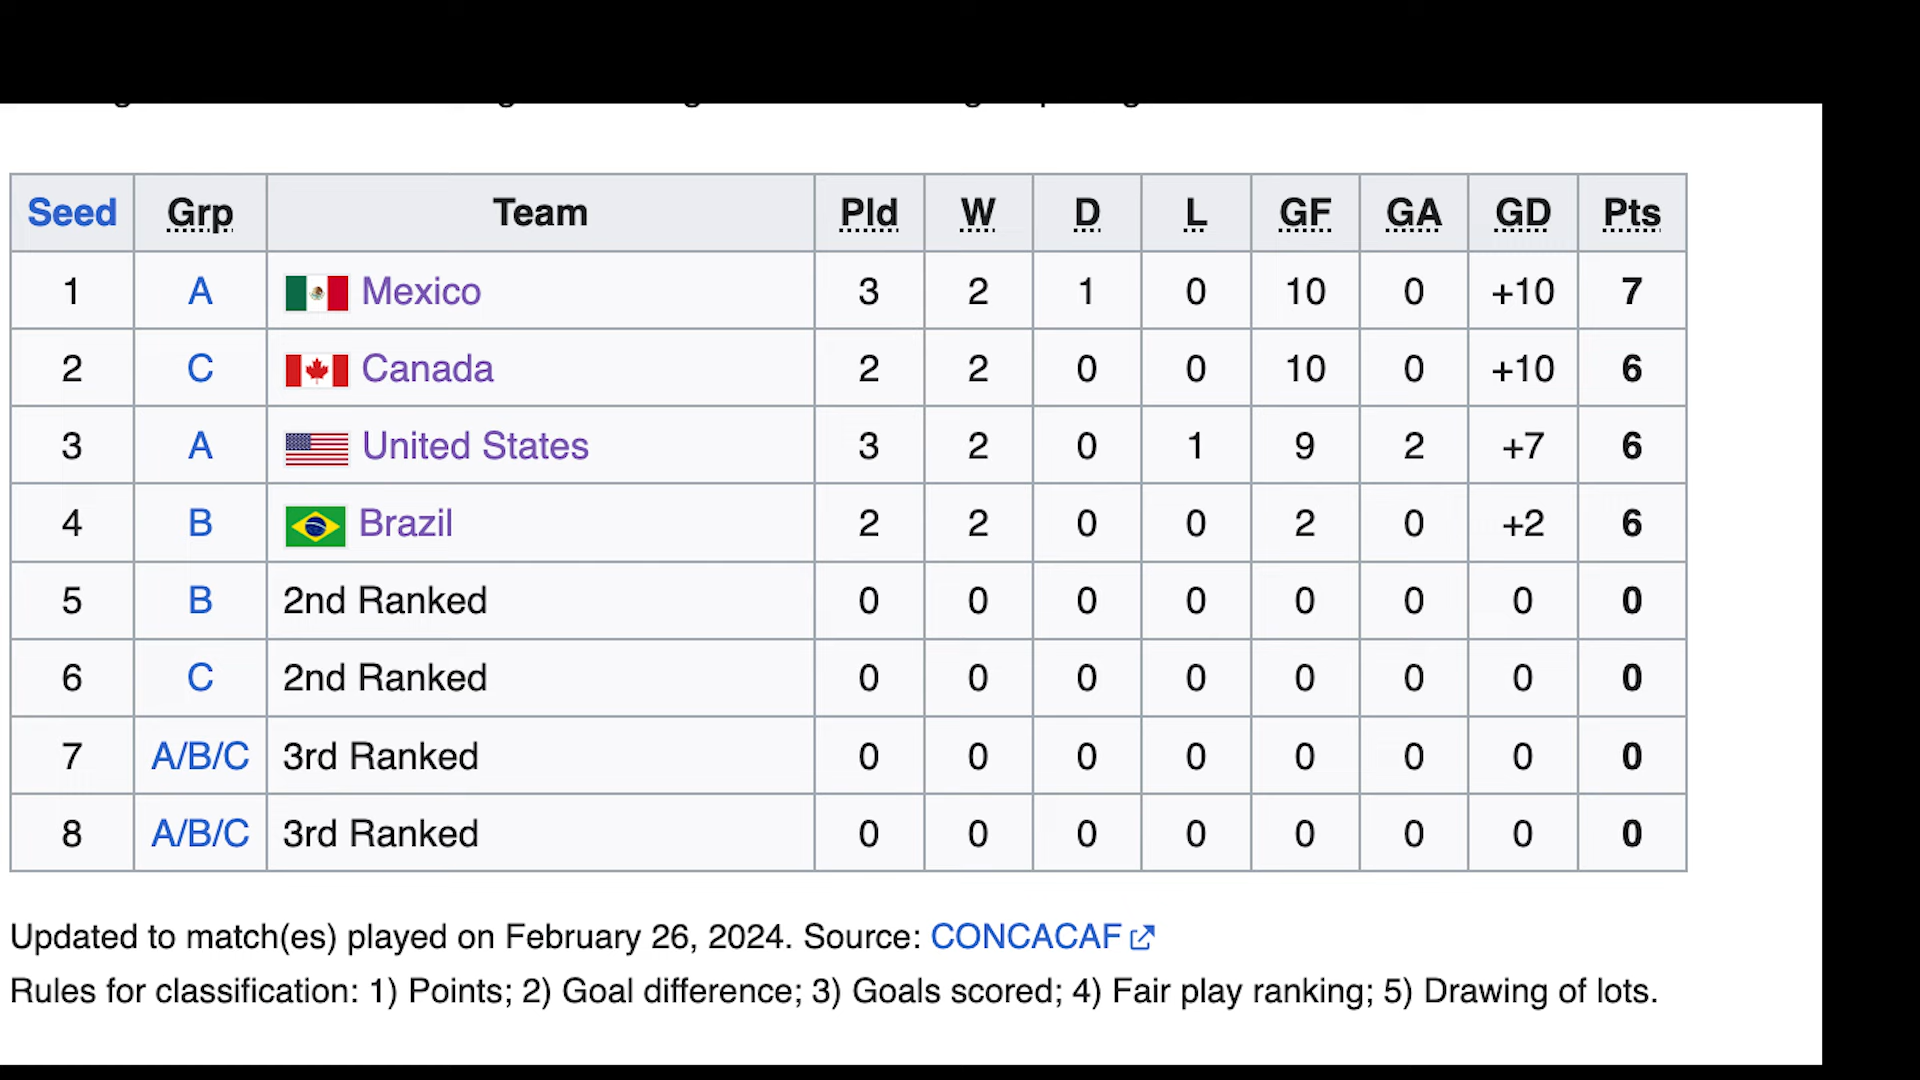 Seed Grp Team Pld W D L GF GA GD Pts
1 A Mexico 3 2 1 0 10 0 +10 7
2 C Canada 2 2 0 0 10 0 +10 6
3 A United States 3 2 0 1 9 2 +7 6
4 B Brazil 2 2 0 0 2 0 +2 6
5 B 2nd Ranked 0 0 0 0 0 0 0 0
6 C 2nd Ranked 0 0 0 0 0 0 0 0
7 A/B/C 3rd Ranked 0 0 0 0 0 0 0 0
8 A/B/C 3rd Ranked 0 0 0 0 0 0 0 0
Updated to match(es) played on February 26, 2024. Source: CONCACAF
Rules for classification: 1) Points; 2) Goal difference; 3) Goals scored; 4) Fair play ranking; 5) Drawing of lots.